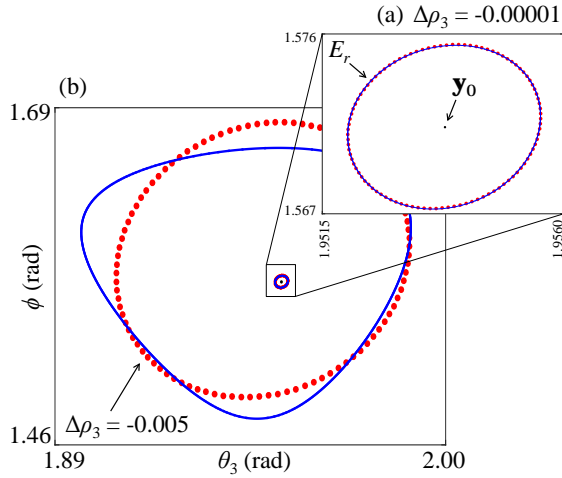 (a) Δρ₃ = -0.00001
1.576
E_r
y₀
1.567
1.9515
1.9560
(b)
1.69
ϕ (rad)
Δρ₃ = -0.005
1.46
1.89
θ₃ (rad)
2.00